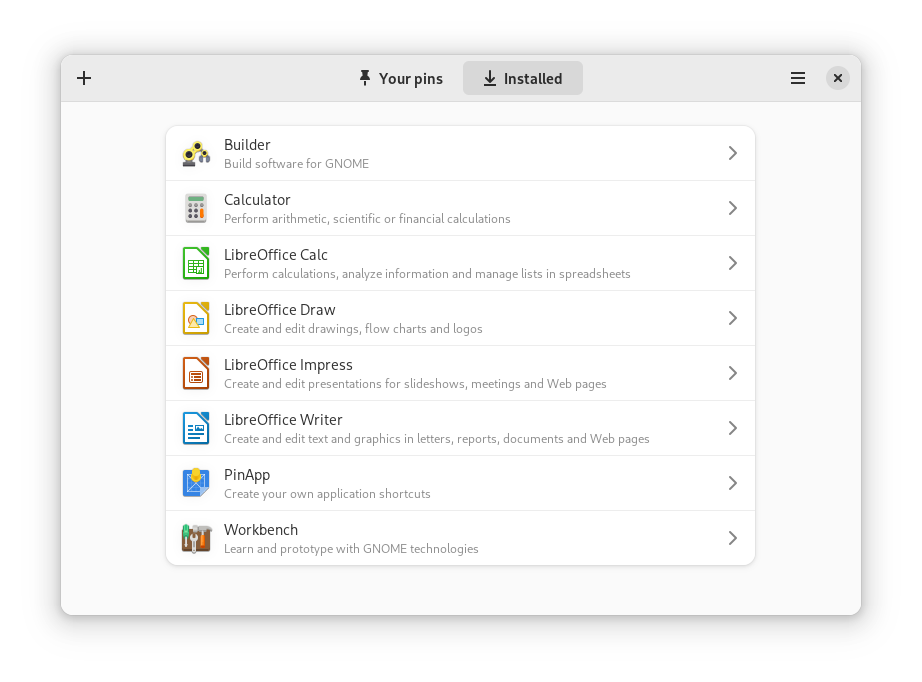 Your pins
Installed
Builder
Build software for GNOME
Calculator
Perform arithmetic, scientific or financial calculations
LibreOffice Calc
Perform calculations, analyze information and manage lists in spreadsheets
LibreOffice Draw
Create and edit drawings, flow charts and logos
LibreOffice Impress
Create and edit presentations for slideshows, meetings and Web pages
LibreOffice Writer
Create and edit text and graphics in letters, reports, documents and Web pages
PinApp
Create your own application shortcuts
Workbench
Learn and prototype with GNOME technologies